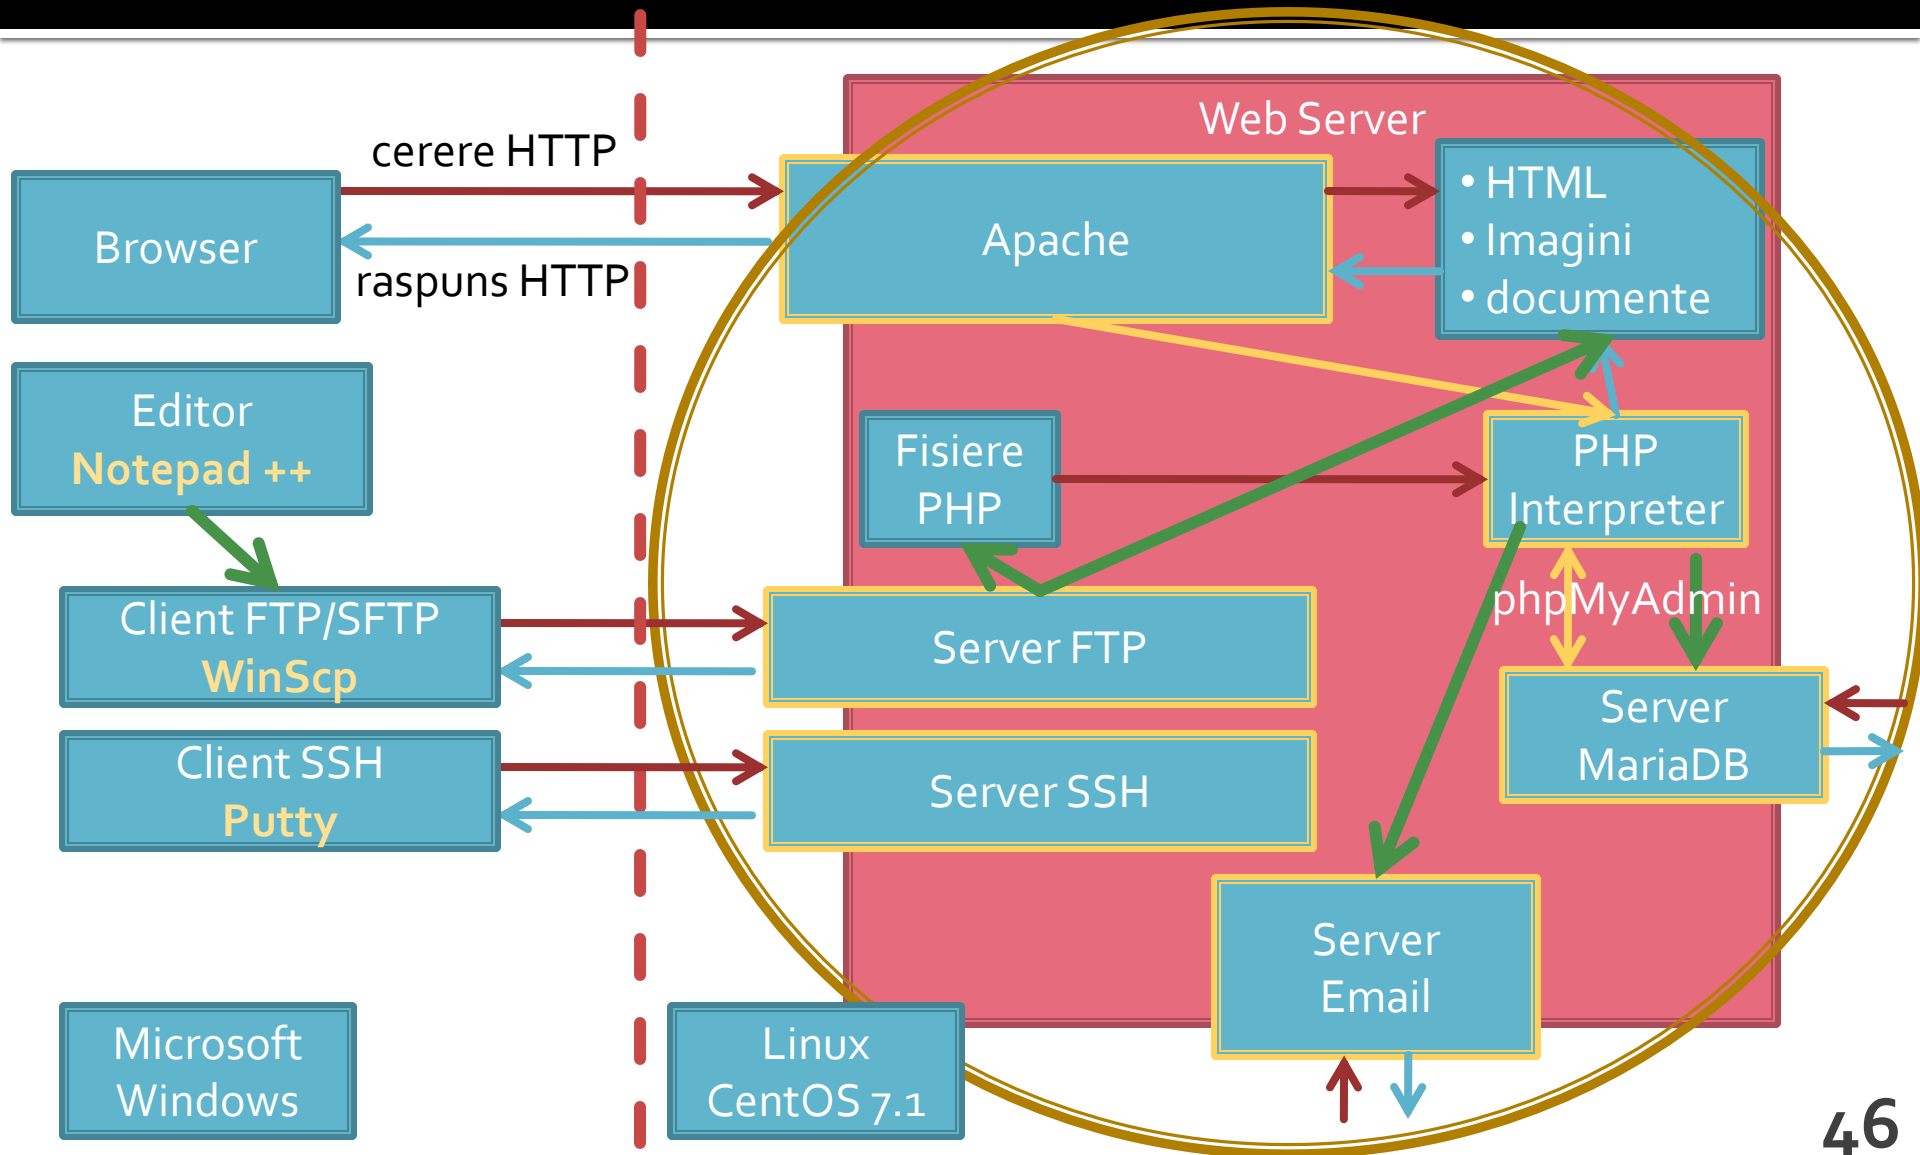 Web Server
cerere HTTP
raspuns HTTP
Browser
Apache
• HTML
• Imagini
• documente
Editor
Notepad ++
Fisiere
PHP
PHP
Interpreter
phpMyAdmin
Client FTP/SFTP
WinScp
Server FTP
Server
MariaDB
Client SSH
Putty
Server SSH
Server
Email
Microsoft
Windows
Linux
CentOS 7.1
46